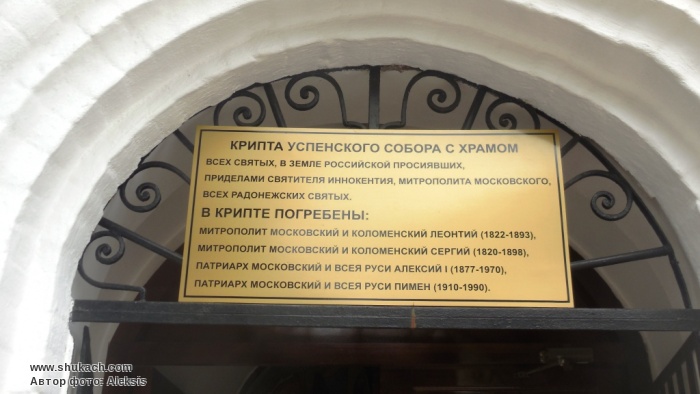 КРИПТА УСПЕНСКОГО СОБОРА С ХРАМОМ
ВСЕХ СВЯТЫХ, В ЗЕМЛЕ РОССИЙСКОЙ ПРОСИЯВШИХ,
ПРИДЕЛАМИ СВЯТИТЕЛЯ ИННОКЕНТИЯ, МИТРОПОЛИТА МОСКОВСКОГО,
ВСЕХ РАДОНЕЖСКИХ СВЯТЫХ.
В КРИПТЕ ПОГРЕБЕНЫ:
МИТРОПОЛИТ МОСКОВСКИЙ И КОЛОМЕНСКИЙ ЛЕОНТИЙ (1822-1893),
МИТРОПОЛИТ МОСКОВСКИЙ И КОЛОМЕНСКИЙ СЕРГИЙ (1820-1898),
ПАТРИАРХ МОСКОВСКИЙ И ВСЕЯ РУСИ АЛЕКСИЙ I (1877-1970),
ПАТРИАРХ МОСКОВСКИЙ И ВСЕЯ РУСИ ПИМЕН (1910-1990).
www.shukach.com
Автор фото: Aleksis